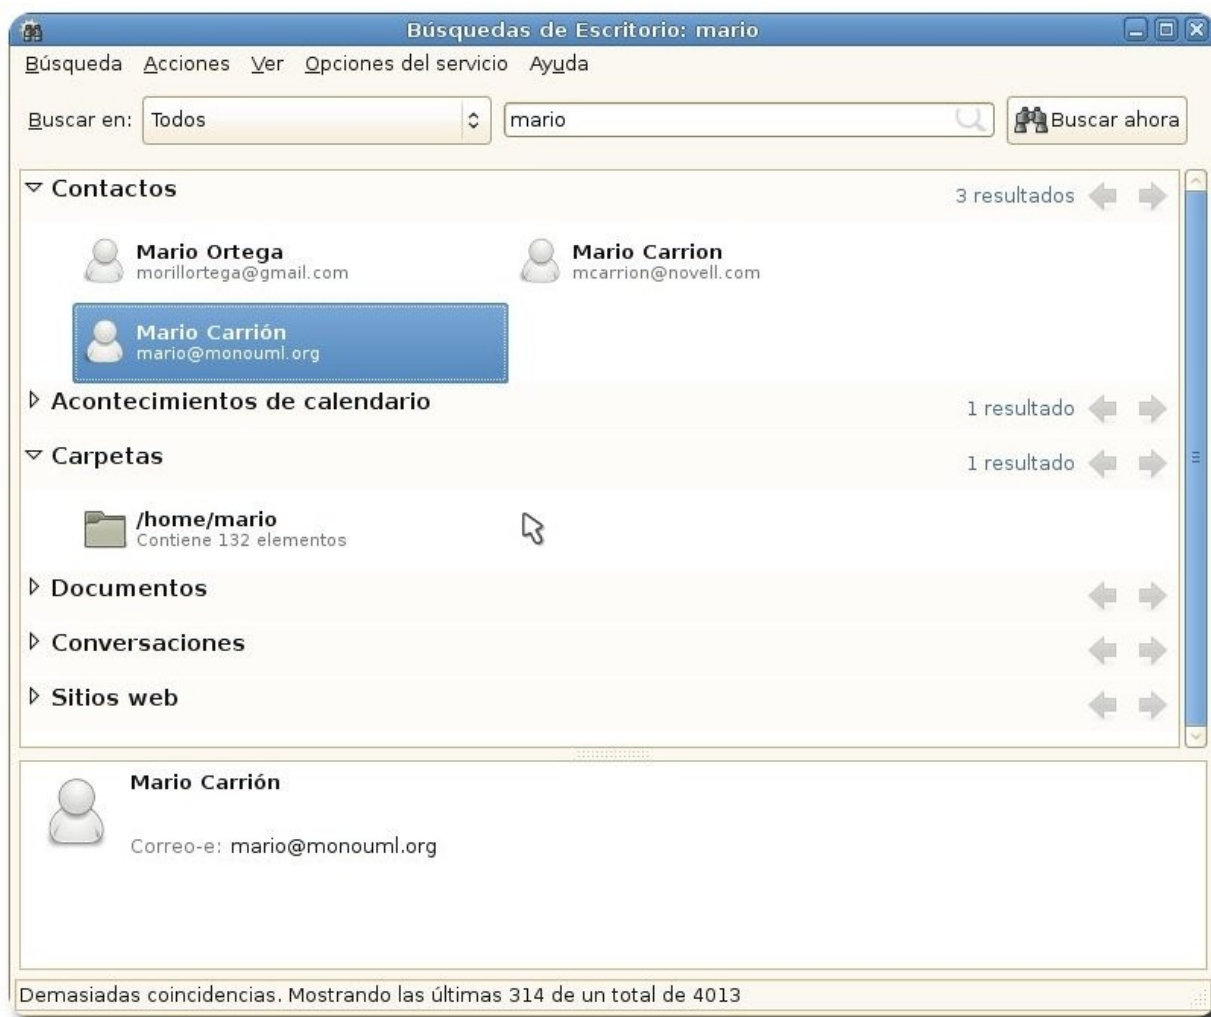 Búsquedas de Escritorio: mario
Búsqueda Acciones Ver Opciones del servicio Ayuda
Buscar en: Todos mario Buscar ahora
Contactos 3 resultados
Mario Ortega Mario Carrion
morillortega@gmail.com mcarrion@novell.com
Mario Carrión
mario@monouml.org
Acontecimientos de calendario 1 resultado
Carpetas 1 resultado
/home/mario
Contiene 132 elementos
Documentos
Conversaciones
Sitios web
Mario Carrión
Correo-e: mario@monouml.org
Demasiadas coincidencias. Mostrando las últimas 314 de un total de 4013